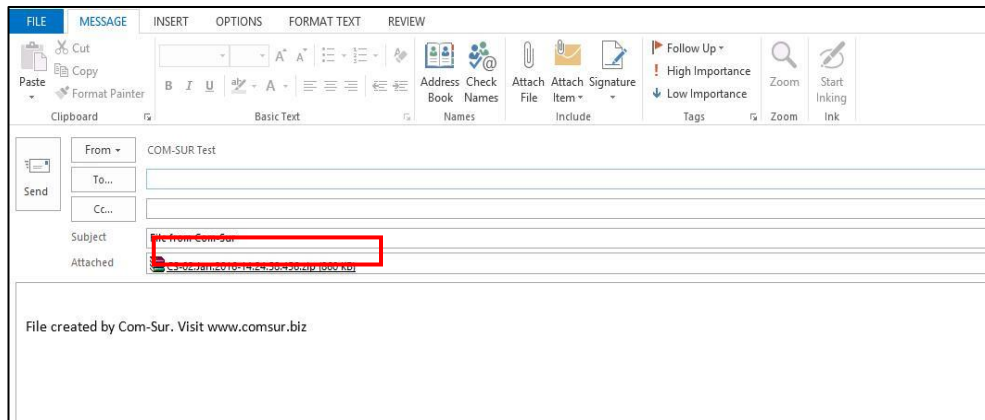 FILE MESSAGE INSERT OPTIONS FORMAT TEXT REVIEW
Paste
Cut
Copy
Format Painter
Clipboard
B I U
Basic Text
Address Book
Check Names
Names
Attach File
Attach Item
Signature
Include
Follow Up
High Importance
Low Importance
Tags
Zoom
Zoom
Start Inking
Ink
Send
From COM-SUR Test
To...
Cc...
Subject File from Com-Sur
Attached
File created by Com-Sur. Visit www.comsur.biz